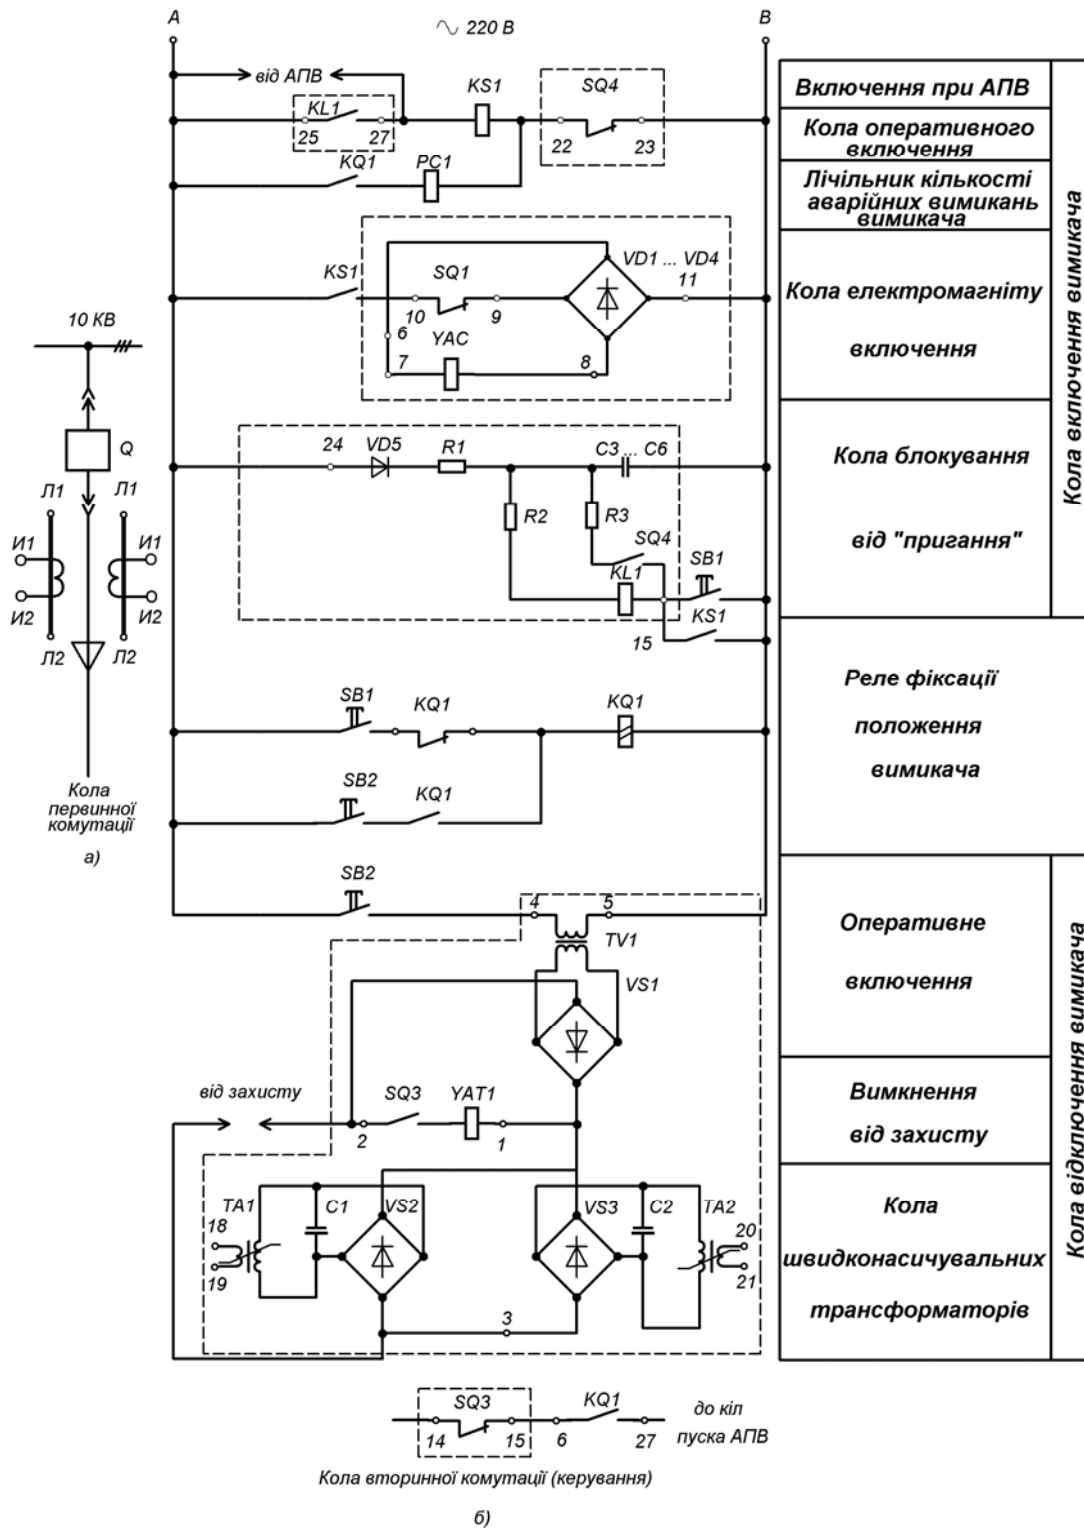 A
220 В
B
від АПВ
KS1
SQ4
KL1
25
27
22
23
KQ1
PC1
Включення при АПВ
Кола оперативного
включення
Лічільник кількості
аварійних вимикань
вимикача
KS1
SQ1
VD1 ... VD4
11
10
9
6
YAC
7
8
Кола електромагніту
включення
Кола включення вимикача
10 КВ
Q
Л1
Л1
И1
И1
И2
И2
Л2
Л2
Кола
первинної
комутації
а)
24
VD5
R1
C3 ... C6
R2
R3
SQ4
SB1
KL1
KS1
15
Кола блокування
від "пригання"
SB1
KQ1
KQ1
SB2
KQ1
Реле фіксації
положення
вимикача
SB2
4
5
TV1
VS1
Оперативне
включення
від захисту
SQ3
YAT1
2
1
Вимкнення
від захисту
TA1
C1
VS2
VS3
C2
TA2
18
19
20
21
3
Кола
швидконасичувальних
трансформаторів
Кола відключення вимикача
SQ3
KQ1
14
15
6
27
до кіл
пуска АПВ
Кола вторинної комутації (керування)
б)